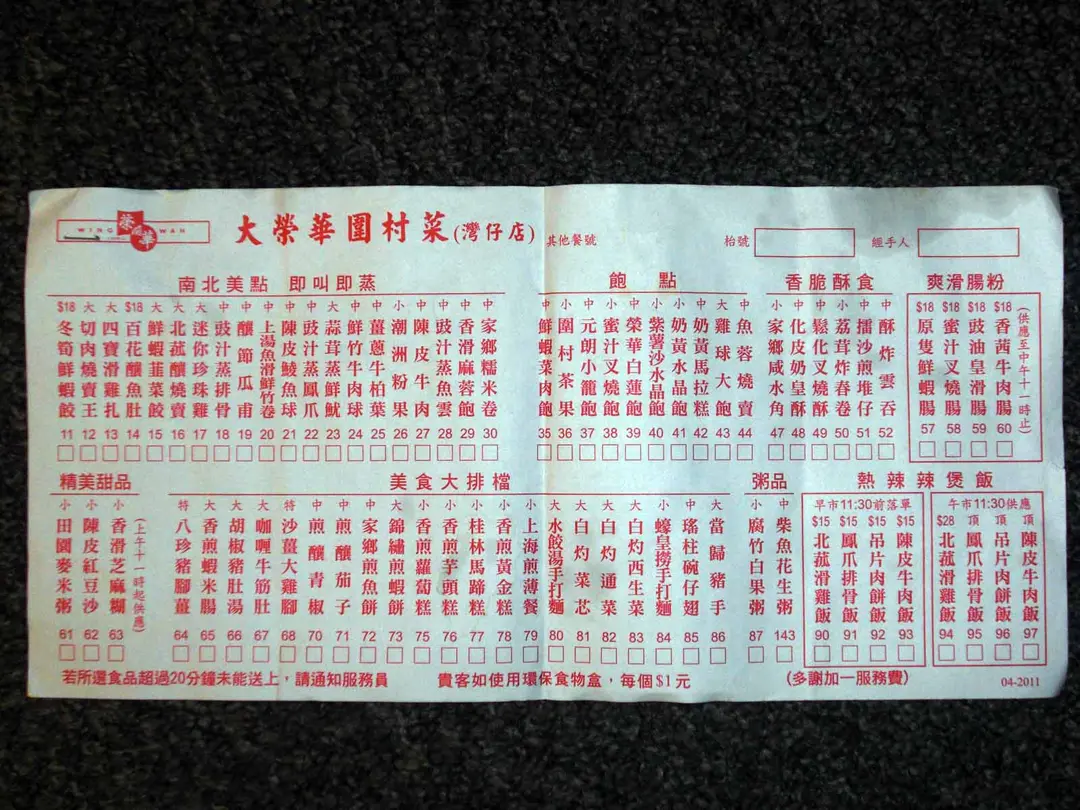 榮華
WING WAH
大榮華圍村菜(灣仔店)
其他餐號
枱號
經手人
南北美點 即叫即蒸
$18 冬筍鮮蝦餃 11
大 切肉燒賣王 12
大 四寶滑雞扎 13
$18 百花釀魚肚 14
大 鮮蝦韮菜餃 15
大 北菰釀燒賣 16
大 迷你珍珠雞 17
中 豉汁蒸排骨 18
中 釀節瓜甫 19
中 上湯魚滑鮮竹卷 20
中 陳皮鯪魚球 21
中 豉汁蒸鳳爪 22
大 蒜茸蒸鮮魷 23
中 鮮竹牛肉球 24
中 薑蔥牛柏葉 25
小 潮洲粉果 26
中 陳皮牛肉 27
中 豉汁蒸魚雲 28
中 香滑麻蓉飽 29
中 家鄉糯米卷 30
飽點
中 鮮蝦菜肉飽 35
小 圍村茶果 36
中 元朗小籠飽 37
中 蜜汁叉燒飽 38
中 榮華白蓮飽 39
中 紫薯沙水晶飽 40
中 奶黃水晶飽 41
中 奶黃馬拉糕 42
大 雞球大飽 43
中 魚蓉燒賣 44
香脆酥食
小 家鄉咸水角 47
中 化皮奶皇酥 48
中 鬆化叉燒酥 49
中 荔茸炸春卷 50
中 擂沙煎堆仔 51
中 酥炸雲吞 52
爽滑腸粉
$18 原隻鮮蝦腸 57
$18 蜜汁叉燒腸 58
$18 豉油皇滑腸 59
$18 香茜牛肉腸 60
(供應至中午十一時止)
精美甜品
小 田園麥米粥 61
小 陳皮紅豆沙 62
小 香滑芝麻糊 63
(上午十一時起供應)
美食大排檔
特 八珍豬腳薑 64
大 香煎蝦米腸 65
大 胡椒豬肚湯 66
大 咖喱牛筋肚 67
特 沙薑大雞腳 68
中 煎釀青椒 70
中 煎釀茄子 71
中 家鄉煎魚餅 72
大 錦繡煎蝦餅 73
小 香煎蘿蔔糕 75
小 香煎芋頭糕 76
小 桂林馬蹄糕 77
小 香煎黃金糕 78
小 上海煎薄餐 79
大 水餃湯手打麵 80
大 白灼菜芯 81
大 白灼通菜 82
大 白灼西生菜 83
小 蠔皇撈手打麵 84
中 瑤柱碗仔翅 85
大 當歸豬手 86
粥品
小 腐竹白果粥 87
中 柴魚花生粥 143
熱辣辣煲飯
早市11:30前落單
$15 北菰滑雞飯 90
$15 鳳爪排骨飯 91
$15 吊片肉餅飯 92
$15 陳皮牛肉飯 93
午市11:30供應
$28 北菰滑雞飯 94
頂 鳳爪排骨飯 95
頂 吊片肉餅飯 96
頂 陳皮牛肉飯 97
若所選食品超過20分鐘未能送上，請通知服務員
貴客如使用環保食物盒，每個$1元
(多謝加一服務費)
04-2011